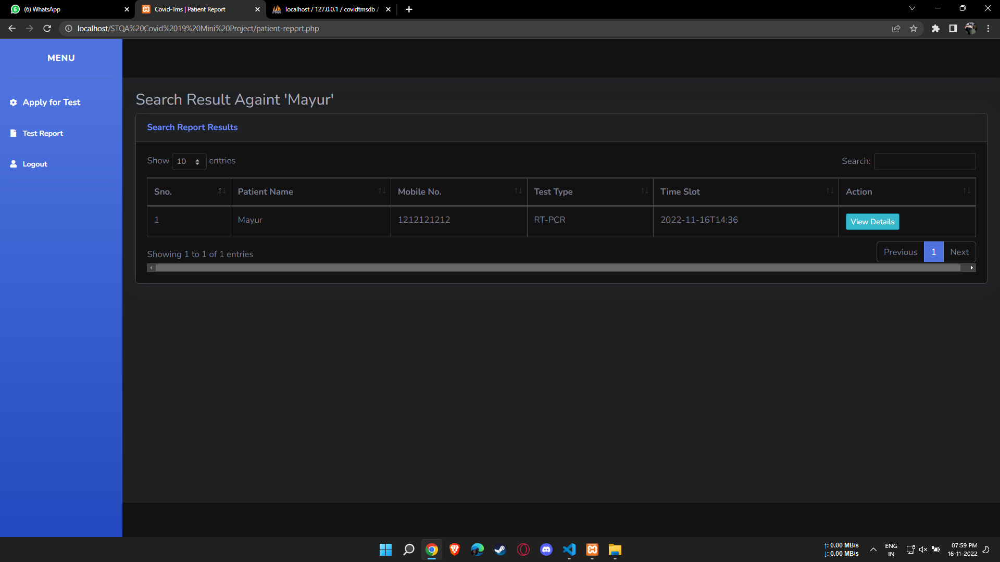 (6) WhatsApp
Covid-Tms | Patient Report
localhost / 127.0.0.1 / covidtmsdb /
localhost/STQA%20Covid%2019%20Mini%20Project/patient-report.php
MENU
Apply for Test
Test Report
Logout
Search Result Againt 'Mayur'
Search Report Results
Show 10 entries
Search:
Sno. Patient Name Mobile No. Test Type Time Slot Action
1 Mayur 1212121212 RT-PCR 2022-11-16T14:36 View Details
Showing 1 to 1 of 1 entries
Previous 1 Next
↑: 0.00 MB/s
↓: 0.00 MB/s
ENG
IN
07:59 PM
16-11-2022